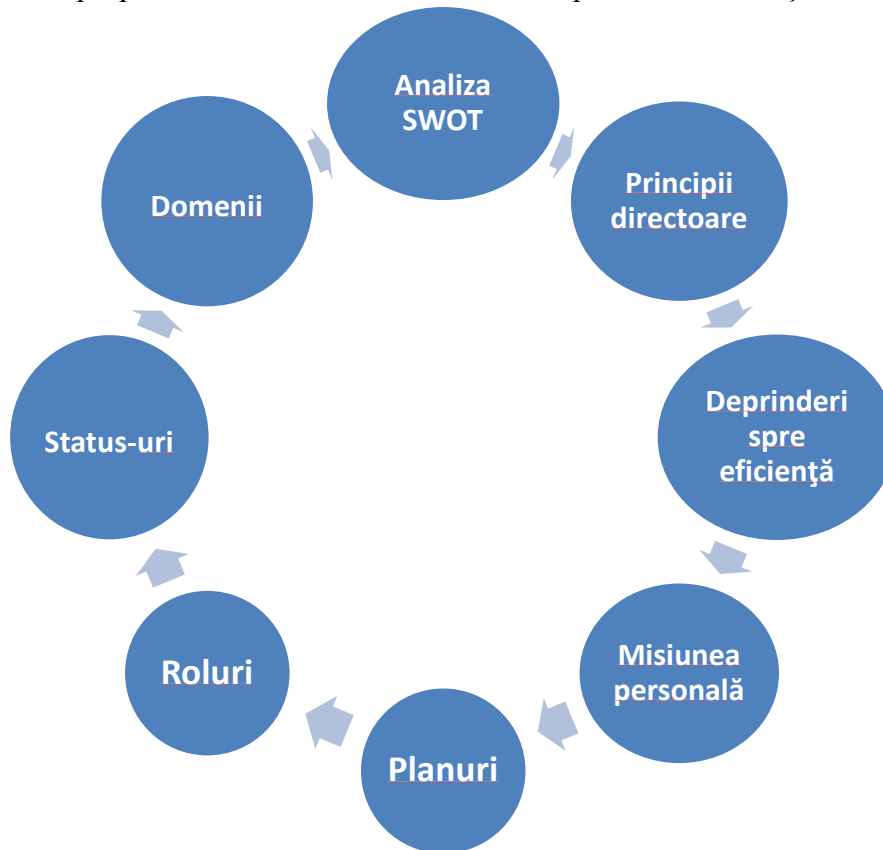 Analiza
SWOT
Principii
directoare
Deprinderi
spre
eficienţă
Misiunea
personală
Planuri
Roluri
Status-uri
Domenii